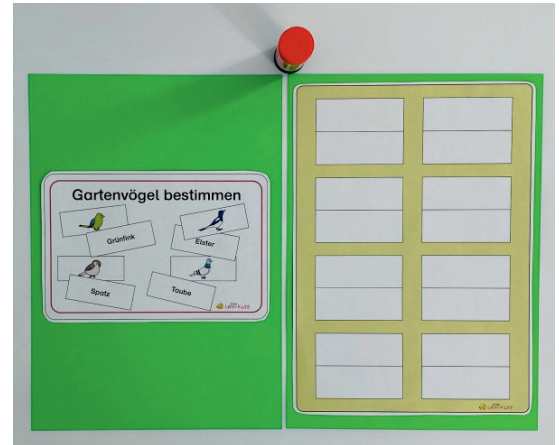 Gartenvögel bestimmen
Grünfink
Elster
Spatz
Taube